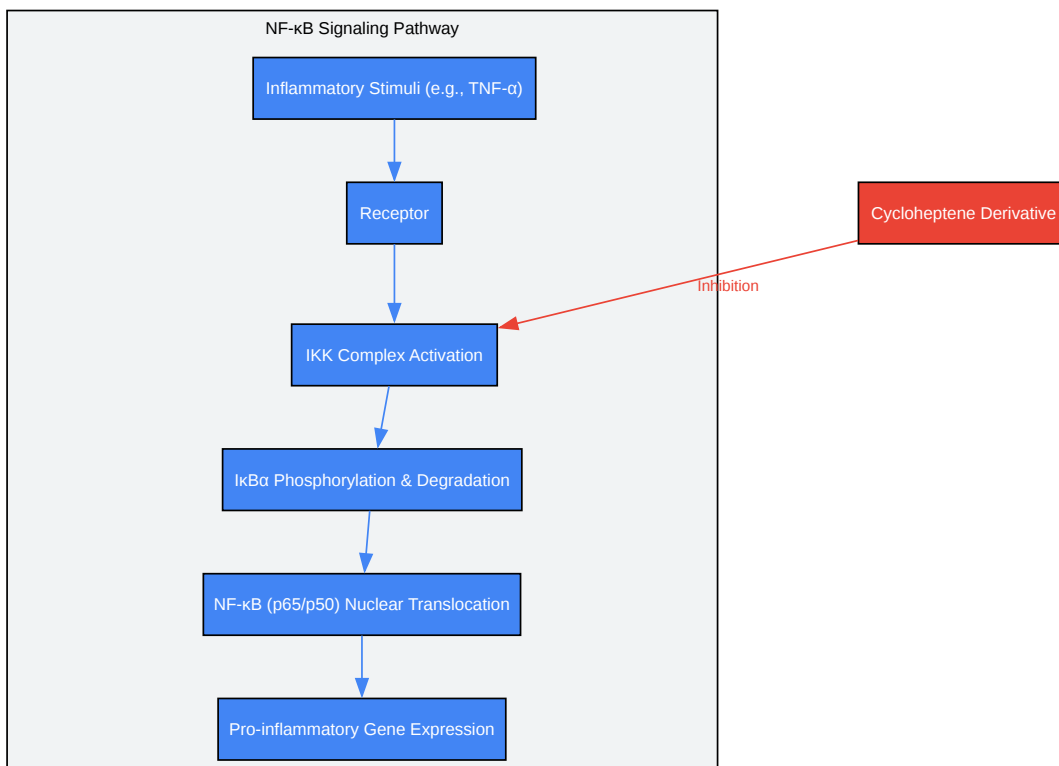 NF-κB Signaling Pathway
Inflammatory Stimuli (e.g., TNF-α)
Receptor
Cycloheptene Derivative
Inhibition
IKK Complex Activation
IκBα Phosphorylation & Degradation
NF-κB (p65/p50) Nuclear Translocation
Pro-inflammatory Gene Expression